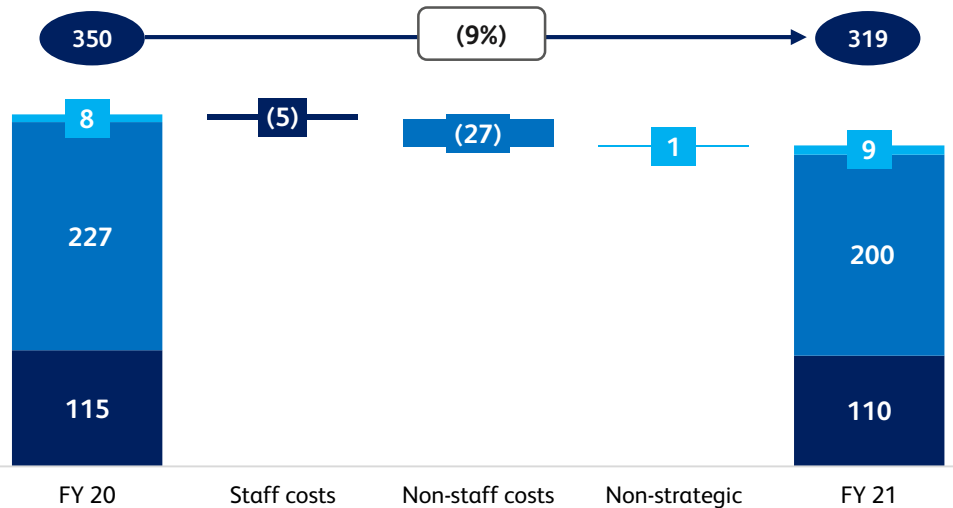 350
(9%)
319
8
(5)
(27)
1
9
227
200
115
110
FY 20
Staff costs
Non-staff costs
Non-strategic
FY 21